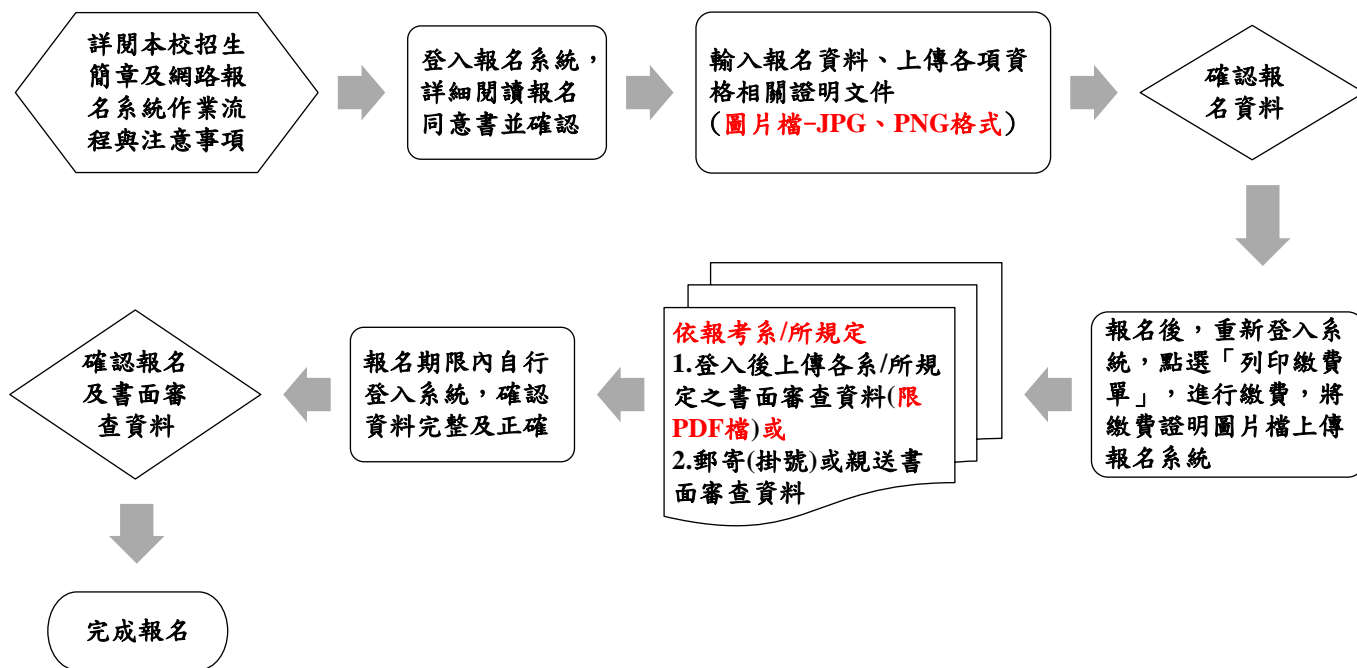 詳閱本校招生
簡章及網路報
名系統作業流
程與注意事項
登入報名系統，
詳細閱讀報名
同意書並確認
輸入報名資料、上傳各項資
格相關證明文件
(圖片檔-JPG、PNG格式)
確認報
名資料
報名後，重新登入系
統，點選「列印繳費
單」，進行繳費，將
繳費證明圖片檔上傳
報名系統
依報考系/所規定
1.登入後上傳各系/所規
定之書面審查資料(限
PDF檔)或
2.郵寄(掛號)或親送書
面審查資料
報名期限內自行
登入系統，確認
資料完整及正確
確認報名
及書面審
查資料
完成報名